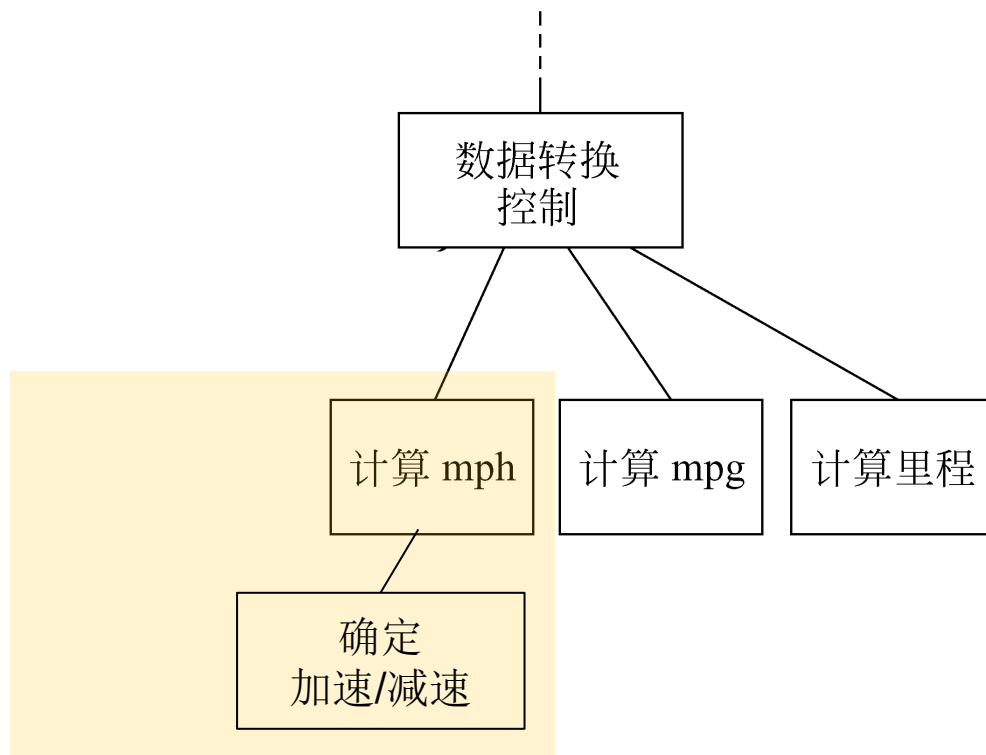 数据转换
控制
计算 mph
计算 mpg
计算里程
确定
加速/减速